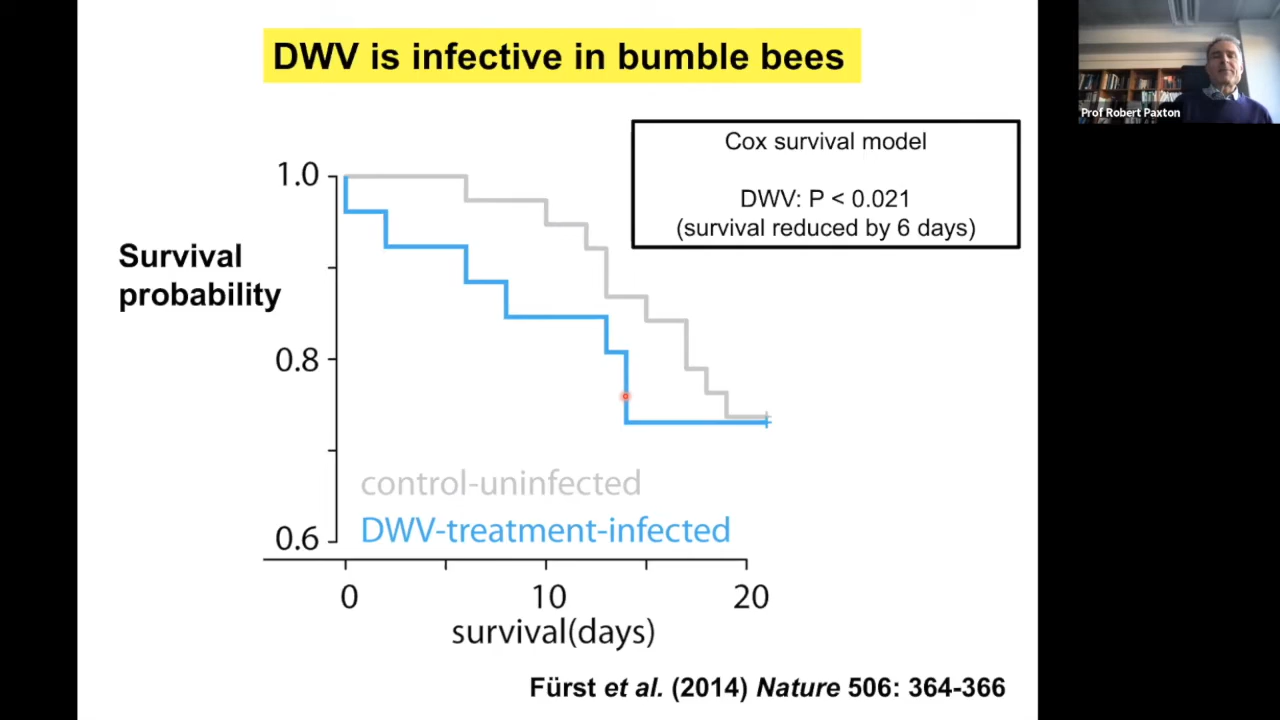 DWV is infective in bumble bees
Prof Robert Paxton
Cox survival model
DWV: P < 0.021
(survival reduced by 6 days)
Survival
probability
1.0
0.8
0.6
control-uninfected
DWV-treatment-infected
0 10 20
survival(days)
Fürst et al. (2014) Nature 506: 364-366